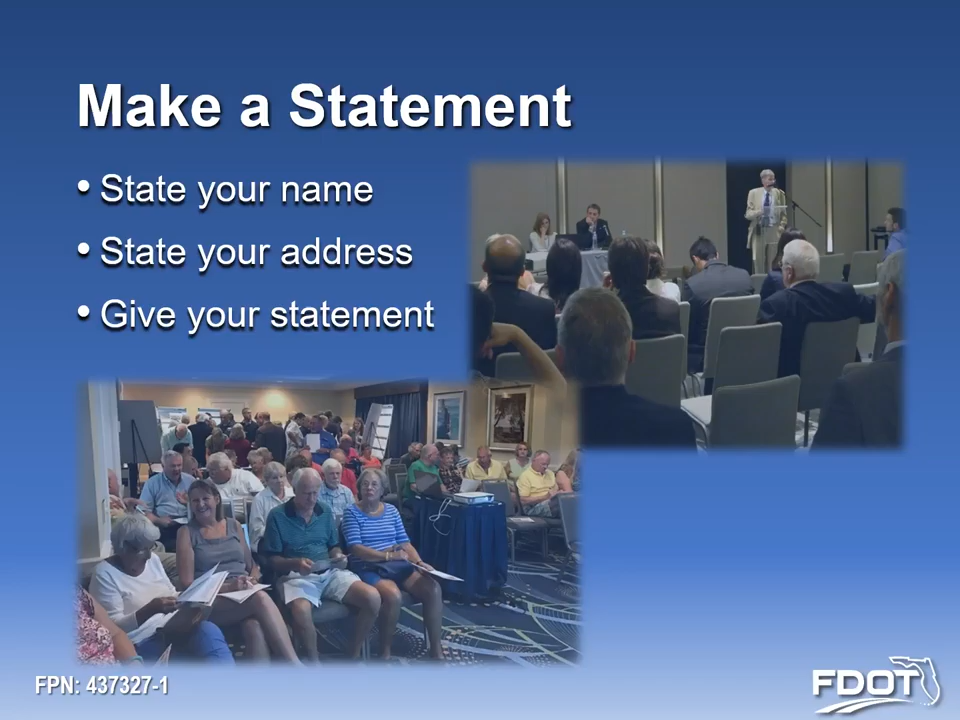 Make a Statement
• State your name
• State your address
• Give your statement
FPN: 437327-1
FDOT